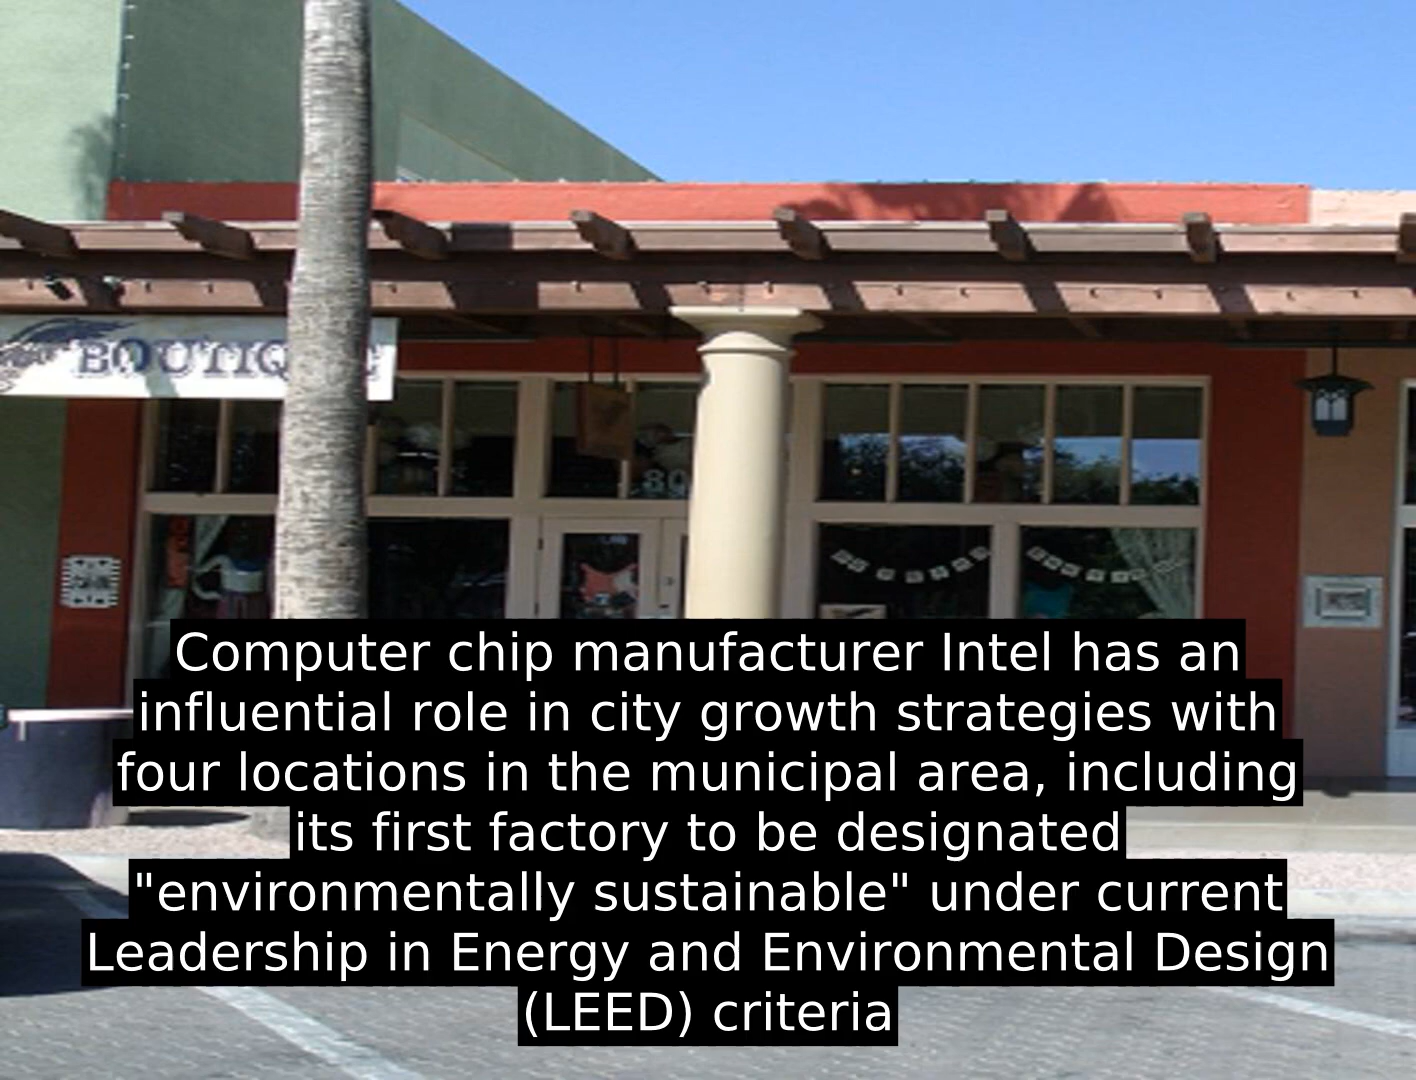 BOUTIQUE
80
Computer chip manufacturer Intel has an
influential role in city growth strategies with
four locations in the municipal area, including
its first factory to be designated
"environmentally sustainable" under current
Leadership in Energy and Environmental Design
(LEED) criteria